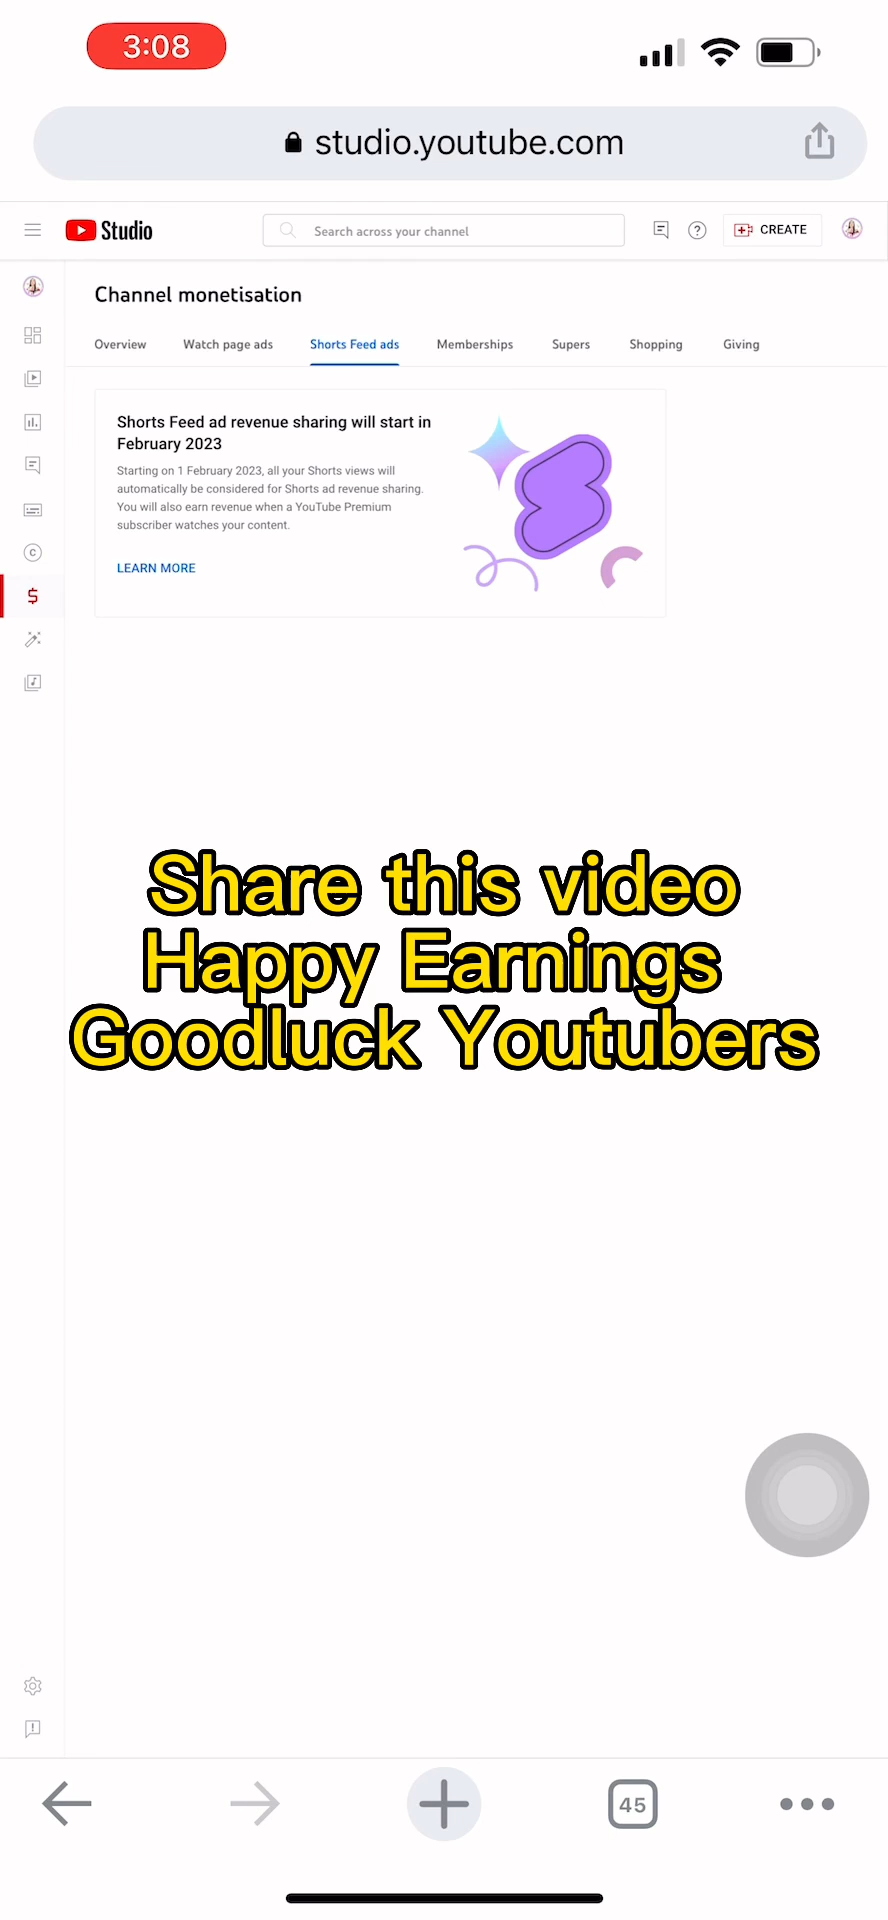 3:08
studio.youtube.com
Studio
Search across your channel
CREATE
Channel monetisation
Overview Watch page ads Shorts Feed ads Memberships Supers Shopping Giving
Shorts Feed ad revenue sharing will start in
February 2023
Starting on 1 February 2023, all your Shorts views will
automatically be considered for Shorts ad revenue sharing.
You will also earn revenue when a YouTube Premium
subscriber watches your content.
LEARN MORE
Share this video
Happy Earnings
Goodluck Youtubers
45